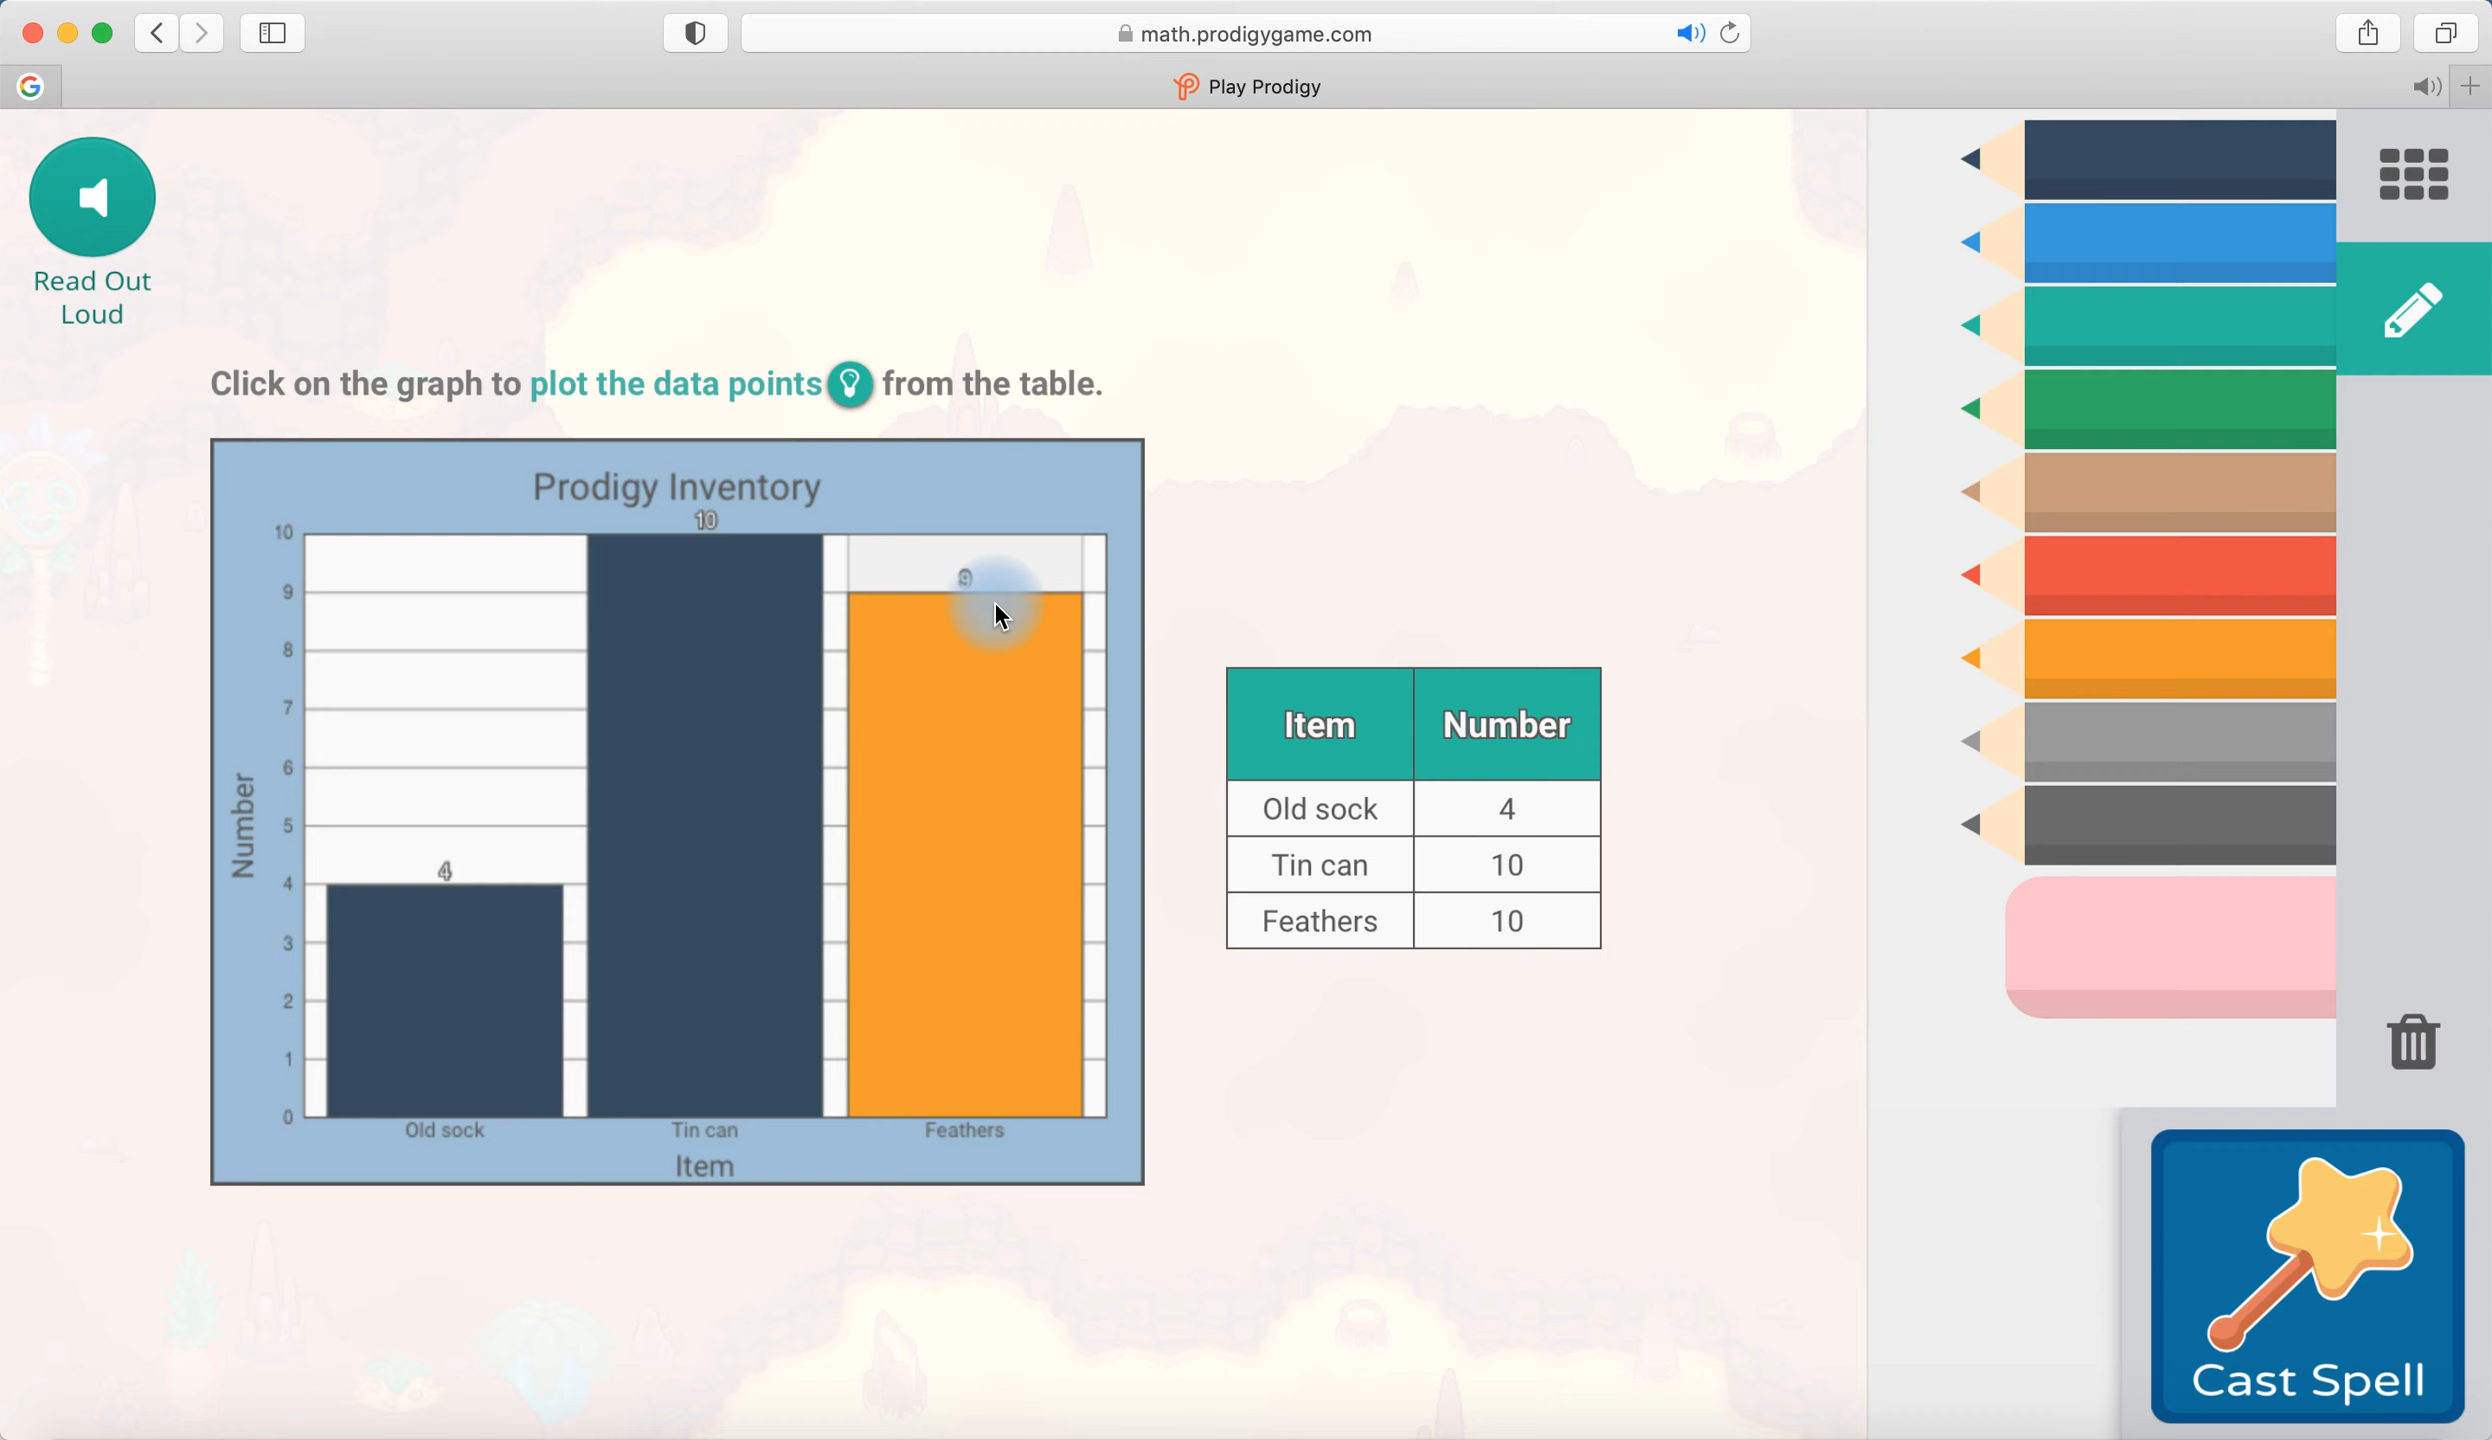 math.prodigygame.com
Play Prodigy
Read Out
Loud
Click on the graph to plot the data points from the table.
Prodigy Inventory
10
10
9
9
8
7
6
5
4
4
3
2
1
0
Number
Old sock Tin can Feathers
Item
Item Number
Old sock 4
Tin can 10
Feathers 10
Cast Spell